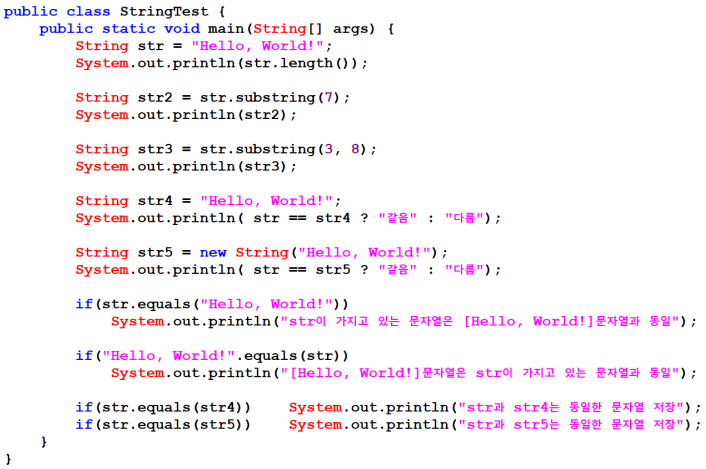 public class StringTest {
public static void main(String[] args) {
String str = "Hello, World!";
System.out.println(str.length());
String str2 = str.substring(7);
System.out.println(str2);
String str3 = str.substring(3, 8);
System.out.println(str3);
String str4 = "Hello, World!";
System.out.println( str == str4 ? "같음" : "다름");
String str5 = new String("Hello, World!");
System.out.println( str == str5 ? "같음" : "다름");
if(str.equals("Hello, World!"))
System.out.println("str이 가지고 있는 문자열은 [Hello, World!]문자열과 동일");
if("Hello, World!".equals(str))
System.out.println("[Hello, World!]문자열은 str이 가지고 있는 문자열과 동일");
if(str.equals(str4)) System.out.println("str과 str4는 동일한 문자열 저장");
if(str.equals(str5)) System.out.println("str과 str5는 동일한 문자열 저장");
}
}